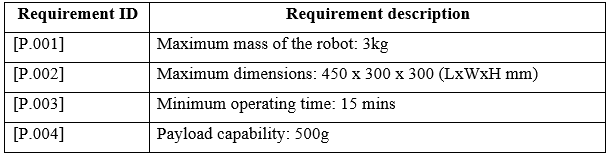 Requirement ID Requirement description
[P.001] Maximum mass of the robot: 3kg
[P.002] Maximum dimensions: 450 x 300 x 300 (LxWxH mm)
[P.003] Minimum operating time: 15 mins
[P.004] Payload capability: 500g